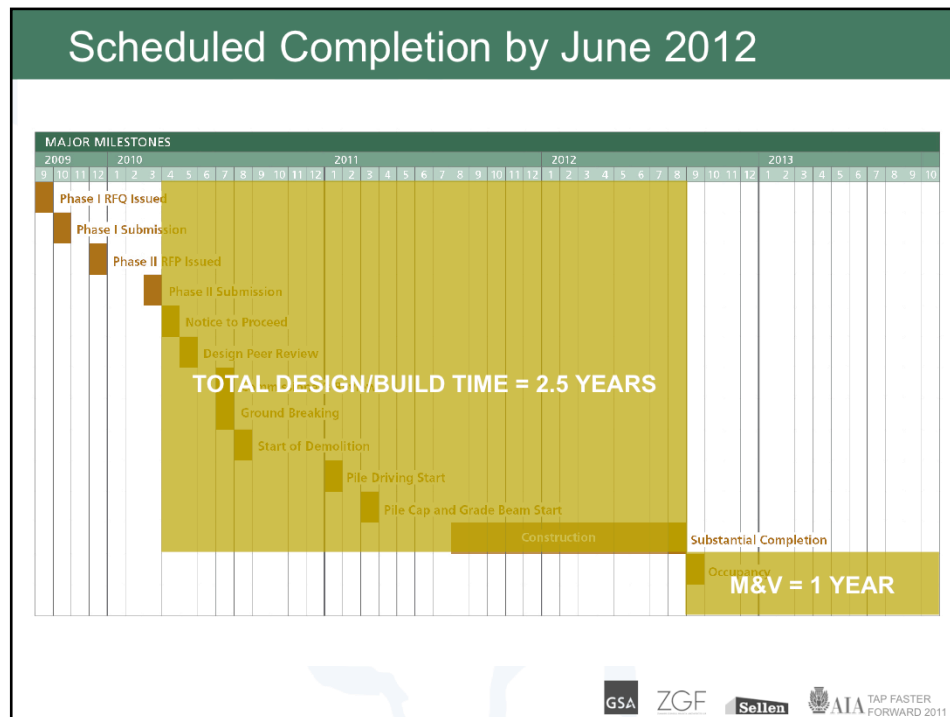 Scheduled Completion by June 2012
MAJOR MILESTONES
2009 2010 2011 2012 2013
9 10 11 12 1 2 3 4 5 6 7 8 9 10 11 12 1 2 3 4 5 6 7 8 9 10 11 12 1 2 3 4 5 6 7 8 9 10 11 12 1 2 3 4 5 6 7 8 9 10
Phase I RFQ Issued
Phase I Submission
Phase II RFP Issued
Phase II Submission
Notice to Proceed
Design Peer Review
TOTAL DESIGN/BUILD TIME = 2.5 YEARS
Ground Breaking
Start of Demolition
Pile Driving Start
Pile Cap and Grade Beam Start
Construction Substantial Completion
Occupancy
M&V = 1 YEAR
GSA ZGF Sellen AIA TAP FASTER
FORWARD 2011